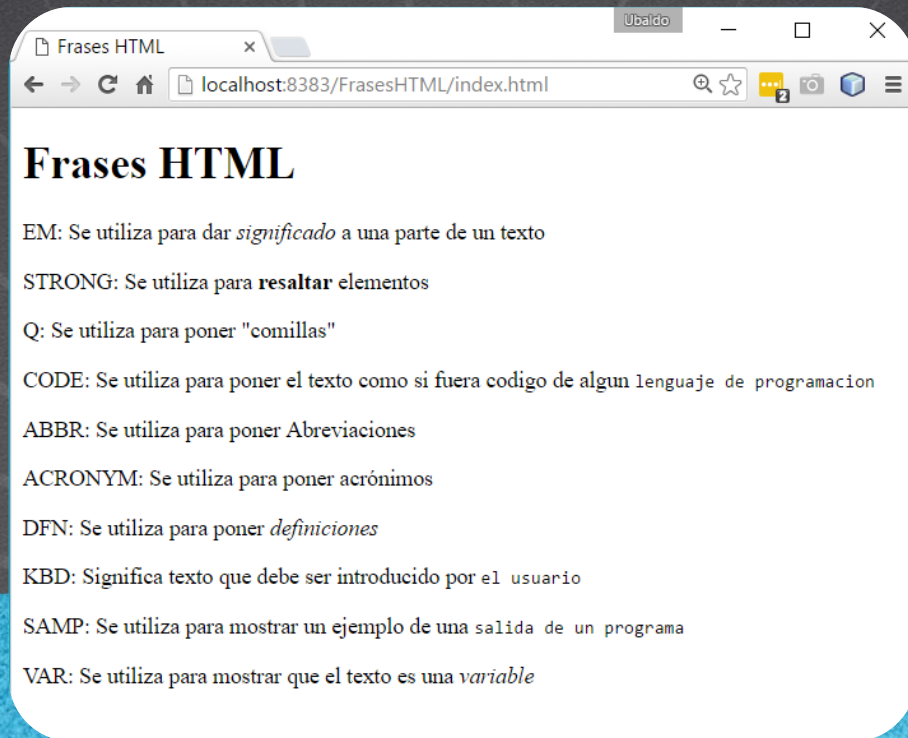 Ubaldo
Frases HTML
localhost:8383/FrasesHTML/index.html
2
Frases HTML
EM: Se utiliza para dar significado a una parte de un texto
STRONG: Se utiliza para resaltar elementos
Q: Se utiliza para poner "comillas"
CODE: Se utiliza para poner el texto como si fuera codigo de algun lenguaje de programacion
ABBR: Se utiliza para poner Abreviaciones
ACRONYM: Se utiliza para poner acrónimos
DFN: Se utiliza para poner definiciones
KBD: Significa texto que debe ser introducido por el usuario
SAMP: Se utiliza para mostrar un ejemplo de una salida de un programa
VAR: Se utiliza para mostrar que el texto es una variable